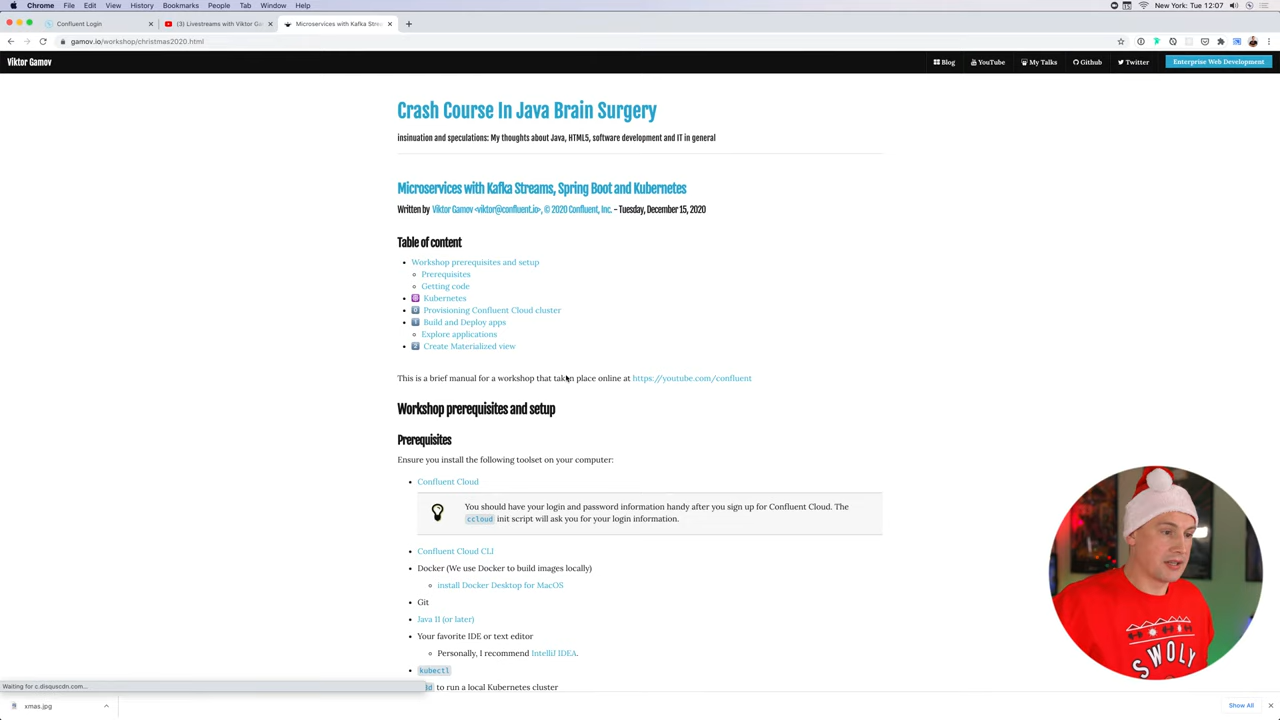 Chrome File Edit View History Bookmarks People Tab Window Help
New York: Tue 12:07
Confluent Login
(3) Livestreams with Viktor Ga
Microservices with Kafka Strea
gamov.io/workshop/christmas2020.html
Viktor Gamov
Blog YouTube My Talks Github Twitter Enterprise Web Development
Crash Course In Java Brain Surgery
insinuation and speculations: My thoughts about Java, HTML5, software development and IT in general
Microservices with Kafka Streams, Spring Boot and Kubernetes
Written by Viktor Gamov <viktor@confluent.io>, © 2020 Confluent, Inc. - Tuesday, December 15, 2020
Table of content
Workshop prerequisites and setup
Prerequisites
Getting code
Kubernetes
0 Provisioning Confluent Cloud cluster
1 Build and Deploy apps
Explore applications
2 Create Materialized view
This is a brief manual for a workshop that taken place online at https://youtube.com/confluent
Workshop prerequisites and setup
Prerequisites
Ensure you install the following toolset on your computer:
Confluent Cloud
You should have your login and password information handy after you sign up for Confluent Cloud. The
ccloud init script will ask you for your login information.
Confluent Cloud CLI
Docker (We use Docker to build images locally)
install Docker Desktop for MacOS
Git
Java 11 (or later)
Your favorite IDE or text editor
Personally, I recommend IntelliJ IDEA.
kubectl
to run a local Kubernetes cluster
Waiting for c.disquscdn.com...
xmas.jpg
Show All
SWOLY